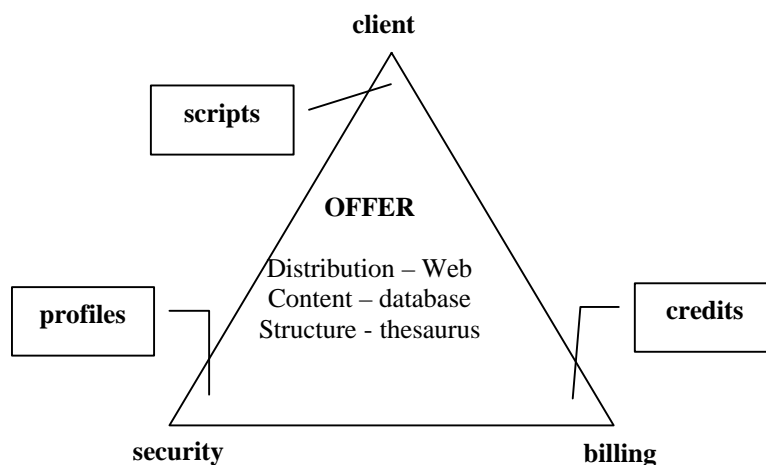 client
scripts
OFFER
Distribution – Web
Content – database
Structure - thesaurus
profiles
credits
security
billing